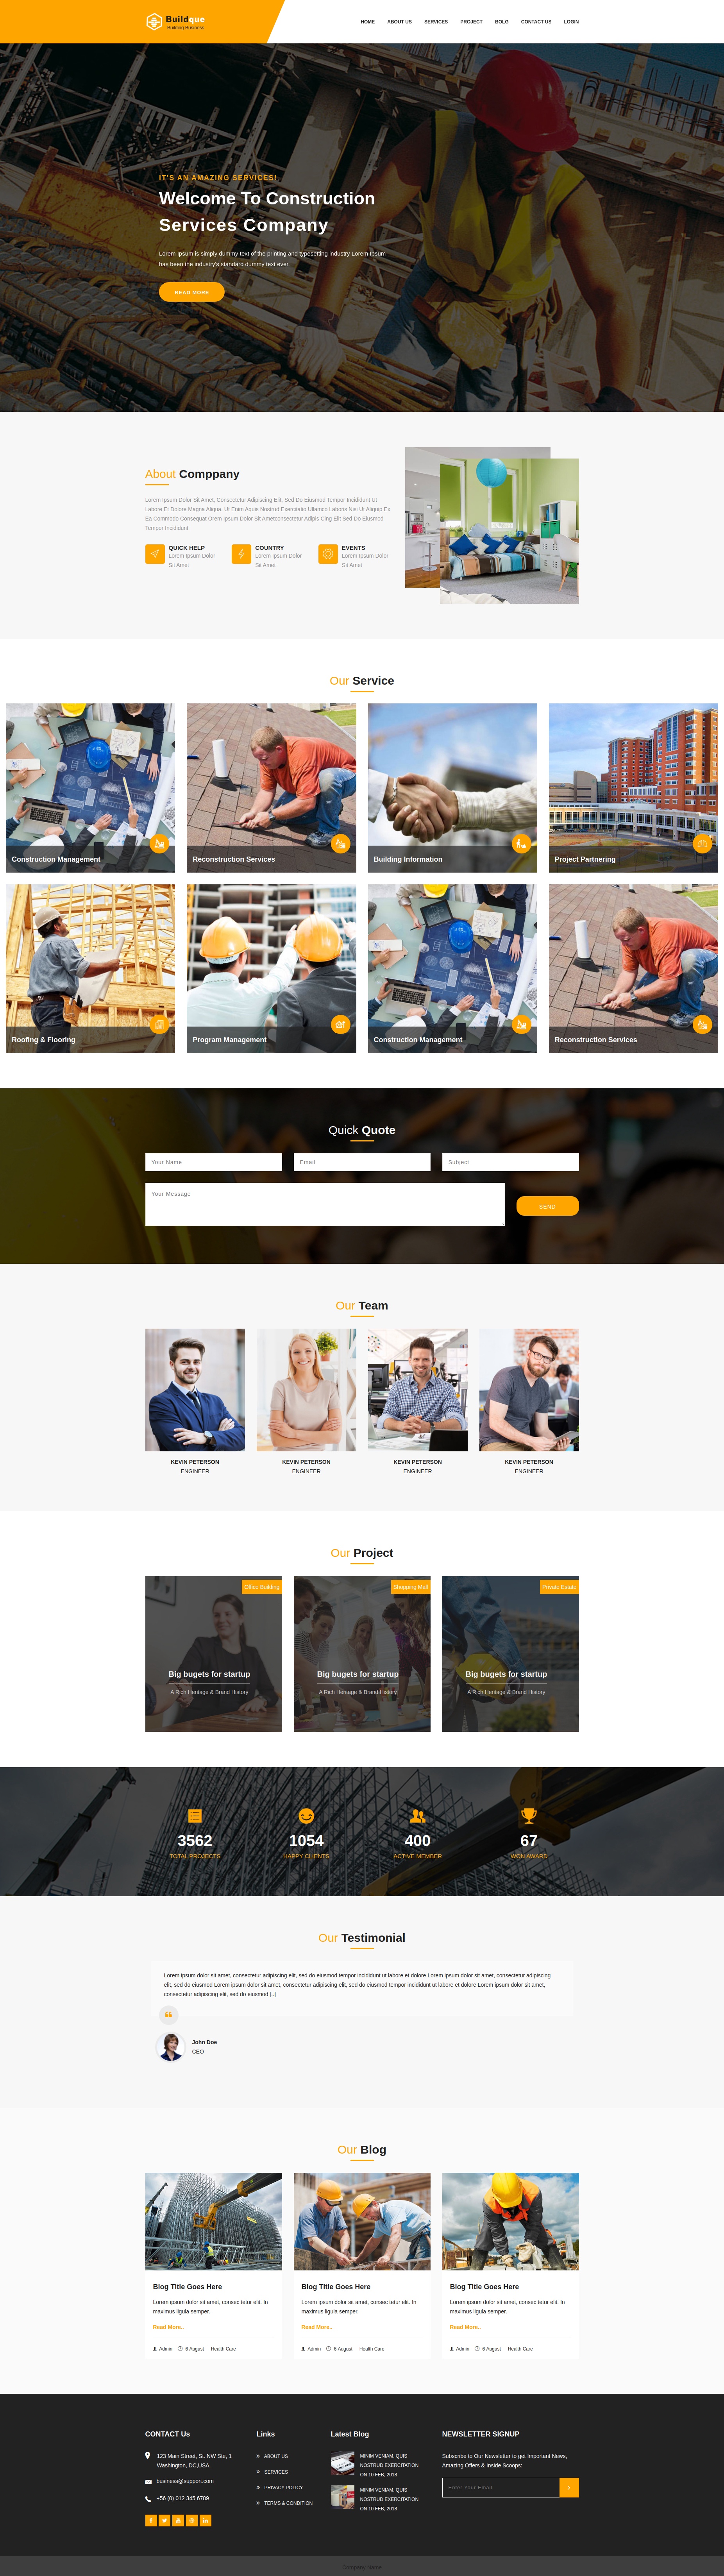 Buildque
Building Business
HOME ABOUT US SERVICES PROJECT BOLG CONTACT US LOGIN
IT'S AN AMAZING SERVICES!
Welcome To Construction
Services Company
Lorem Ipsum is simply dummy text of the printing and typesetting industry Lorem Ipsum
has been the industry's standard dummy text ever.
READ MORE
About Comppany
Lorem Ipsum Dolor Sit Amet, Consectetur Adipiscing Elit, Sed Do Eiusmod Tempor Incididunt Ut
Labore Et Dolore Magna Aliqua. Ut Enim Aquis Nostrud Exercitatio Ullamco Laboris Nisi Ut Aliquip Ex
Ea Commodo Consequat Orem Ipsum Dolor Sit Ametconsectetur Adipis Cing Elit Sed Do Eiusmod
Tempor Incididunt
QUICK HELP
Lorem Ipsum Dolor
Sit Amet
COUNTRY
Lorem Ipsum Dolor
Sit Amet
EVENTS
Lorem Ipsum Dolor
Sit Amet
Our Service
Construction Management
Reconstruction Services
Building Information
Project Partnering
Roofing & Flooring
Program Management
Construction Management
Reconstruction Services
Quick Quote
Your Name
Email
Subject
Your Message
SEND
Our Team
KEVIN PETERSON
ENGINEER
KEVIN PETERSON
ENGINEER
KEVIN PETERSON
ENGINEER
KEVIN PETERSON
ENGINEER
Our Project
Office Building
Big bugets for startup
A Rich Heritage & Brand History
Shopping Mall
Big bugets for startup
A Rich Heritage & Brand History
Private Estate
Big bugets for startup
A Rich Heritage & Brand History
3562
TOTAL PROJECTS
1054
HAPPY CLIENTS
400
ACTIVE MEMBER
67
WON AWARD
Our Testimonial
Lorem ipsum dolor sit amet, consectetur adipiscing elit, sed do eiusmod tempor incididunt ut labore et dolore Lorem ipsum dolor sit amet, consectetur adipiscing
elit, sed do eiusmod Lorem ipsum dolor sit amet, consectetur adipiscing elit, sed do eiusmod tempor incididunt ut labore et dolore Lorem ipsum dolor sit amet,
consectetur adipiscing elit, sed do eiusmod [..]
John Doe
CEO
Our Blog
Blog Title Goes Here
Lorem ipsum dolor sit amet, consec tetur elit. In
maximus ligula semper.
Read More..
Admin 6 August Health Care
Blog Title Goes Here
Lorem ipsum dolor sit amet, consec tetur elit. In
maximus ligula semper.
Read More..
Admin 6 August Health Care
Blog Title Goes Here
Lorem ipsum dolor sit amet, consec tetur elit. In
maximus ligula semper.
Read More..
Admin 6 August Health Care
CONTACT Us
123 Main Street, St. NW Ste, 1
Washington, DC,USA.
business@support.com
+56 (0) 012 345 6789
Links
ABOUT US
SERVICES
PRIVACY POLICY
TERMS & CONDITION
Latest Blog
MINIM VENIAM, QUIS
NOSTRUD EXERCITATION
ON 10 FEB, 2018
MINIM VENIAM, QUIS
NOSTRUD EXERCITATION
ON 10 FEB, 2018
NEWSLETTER SIGNUP
Subscribe to Our Newsletter to get Important News,
Amazing Offers & Inside Scoops:
Enter Your Email
Company name